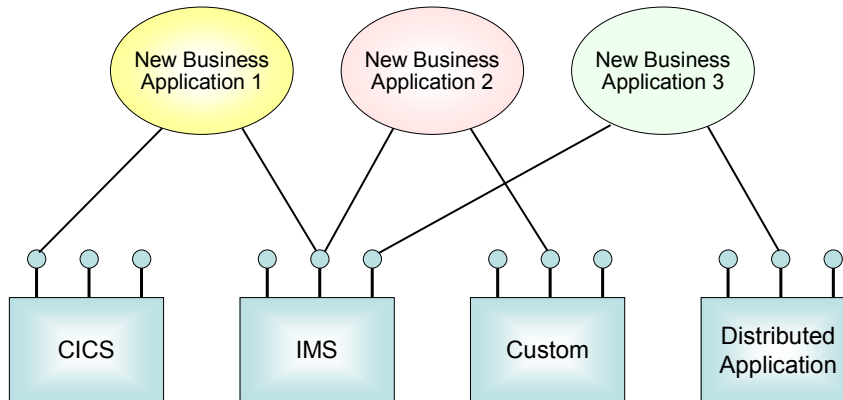 New Business
Application 1
New Business
Application 2
New Business
Application 3
CICS
IMS
Custom
Distributed
Application